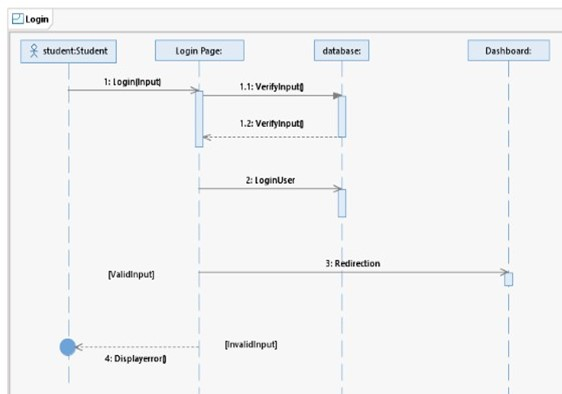 Login
student:Student
Login Page:
database:
Dashboard:
1: Login(Input)
1.1: VerifyInput()
1.2: VerifyInput()
2: LoginUser
3: Redirection
[ValidInput]
[InvalidInput]
4: Displayerror()